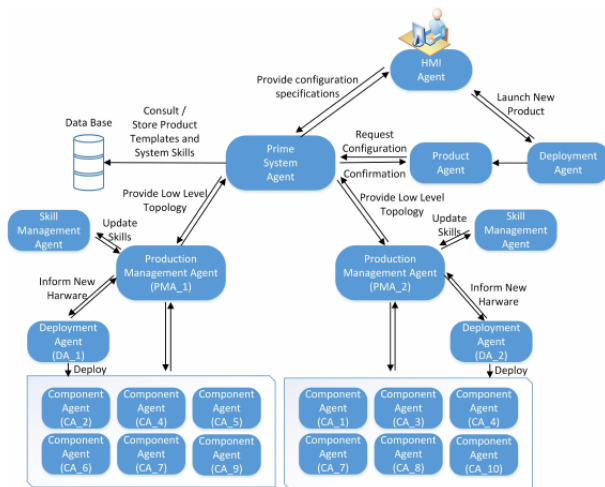 HMI
Agent
Provide configuration
specifications
Launch New
Product
Consult /
Store Product
Templates and
System Skills
Data Base
Prime
System
Agent
Request
Configuration
Confirmation
Product Agent
Deployment
Agent
Provide Low Level
Topology
Provide Low Level
Topology
Skill
Management
Agent
Update
Skills
Update
Skills
Skill
Management
Agent
Production
Management Agent
(PMA_1)
Production
Management Agent
(PMA_2)
Inform New
Harware
Inform New
Harware
Deployment
Agent
(DA_1)
Deployment
Agent
(DA_2)
Deploy
Deploy
Component
Agent
(CA_2)
Component
Agent
(CA_4)
Component
Agent
(CA_5)
Component
Agent
(CA_6)
Component
Agent
(CA_7)
Component
Agent
(CA_9)
Component
Agent
(CA_1)
Component
Agent
(CA_3)
Component
Agent
(CA_4)
Component
Agent
(CA_7)
Component
Agent
(CA_8)
Component
Agent
(CA_10)